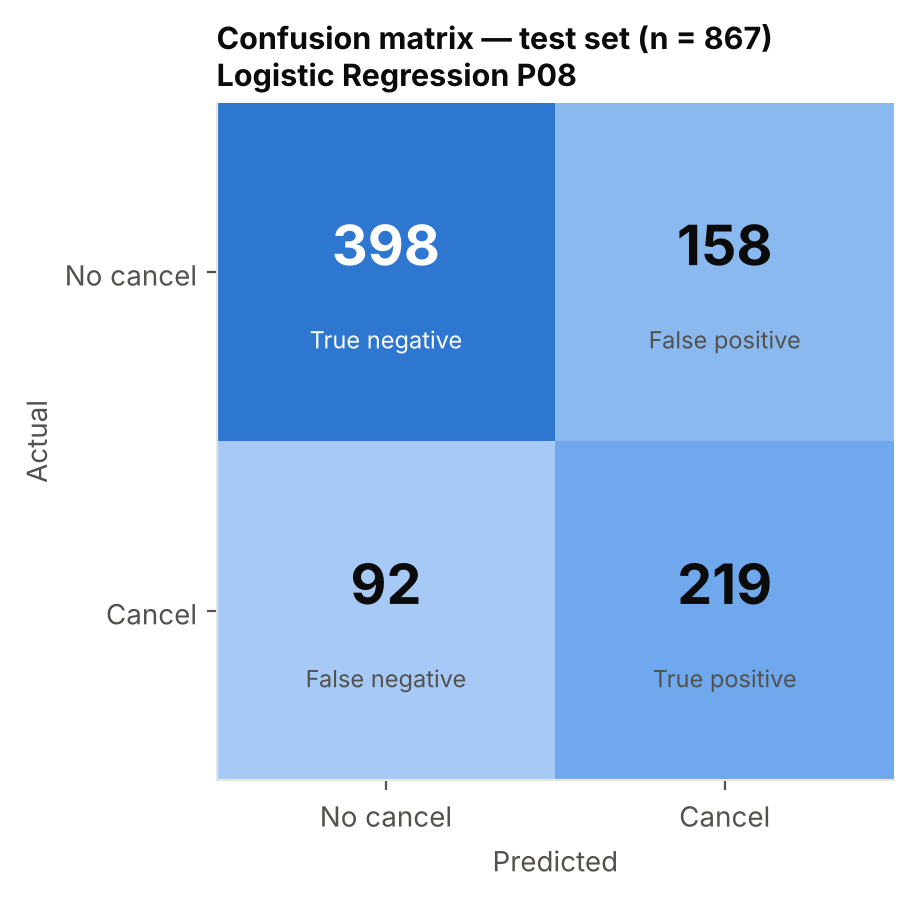 Confusion matrix — test set (n = 867)
Logistic Regression P08
398
158
No cancel
True negative
False positive
Actual
92
219
Cancel
False negative
True positive
No cancel
Cancel
Predicted